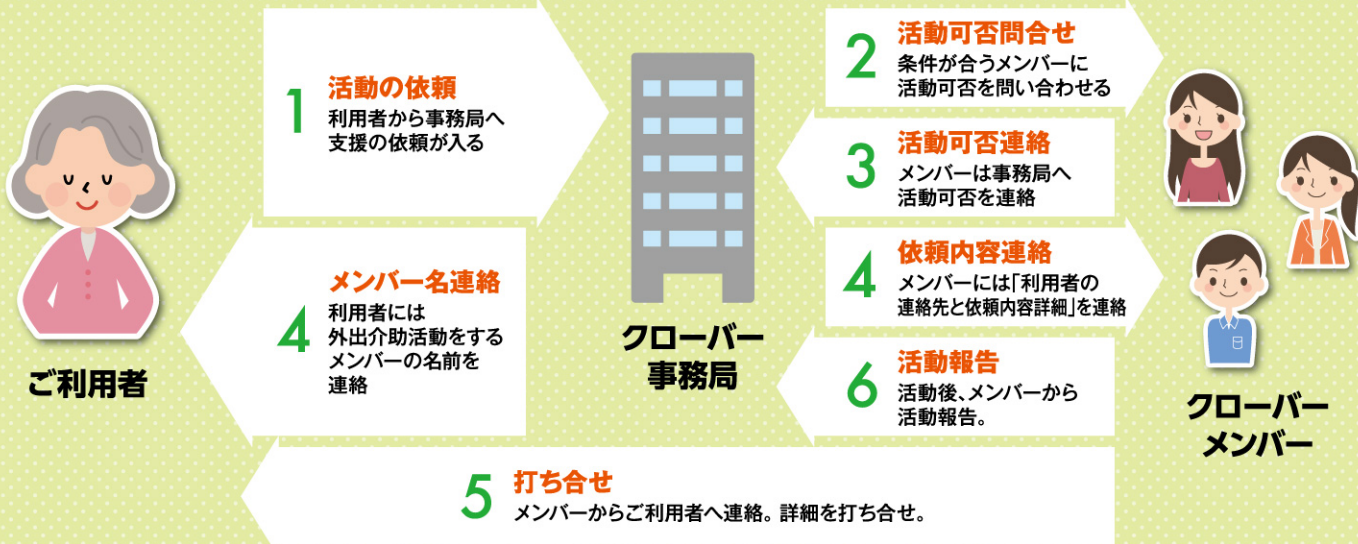 1
活動の依頼
利用者から事務局へ
支援の依頼が入る
2
活動可否問合せ
条件が合うメンバーに
活動可否を問い合わせる
3
活動可否連絡
メンバーは事務局へ
活動可否を連絡
4
メンバー名連絡
利用者には
外出介助活動をする
メンバーの名前を
連絡
4
依頼内容連絡
メンバーには「利用者の
連絡先と依頼内容詳細」を連絡
6
活動報告
活動後、メンバーから
活動報告。
5
打ち合せ
メンバーからご利用者へ連絡。詳細を打ち合せ。
ご利用者
クローバー
事務局
クローバー
メンバー